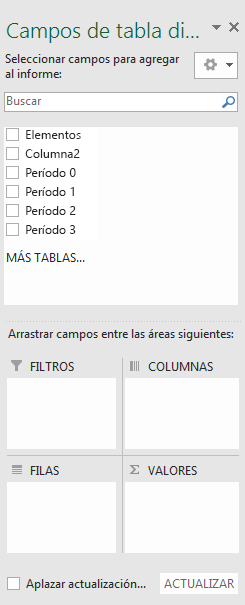 Campos de tabla di...
Seleccionar campos para agregar
al informe:
Buscar
Elementos
Columna2
Período 0
Período 1
Período 2
Período 3
MÁS TABLAS...
Arrastrar campos entre las áreas siguientes:
FILTROS
COLUMNAS
FILAS
Σ VALORES
Aplazar actualización...
ACTUALIZAR